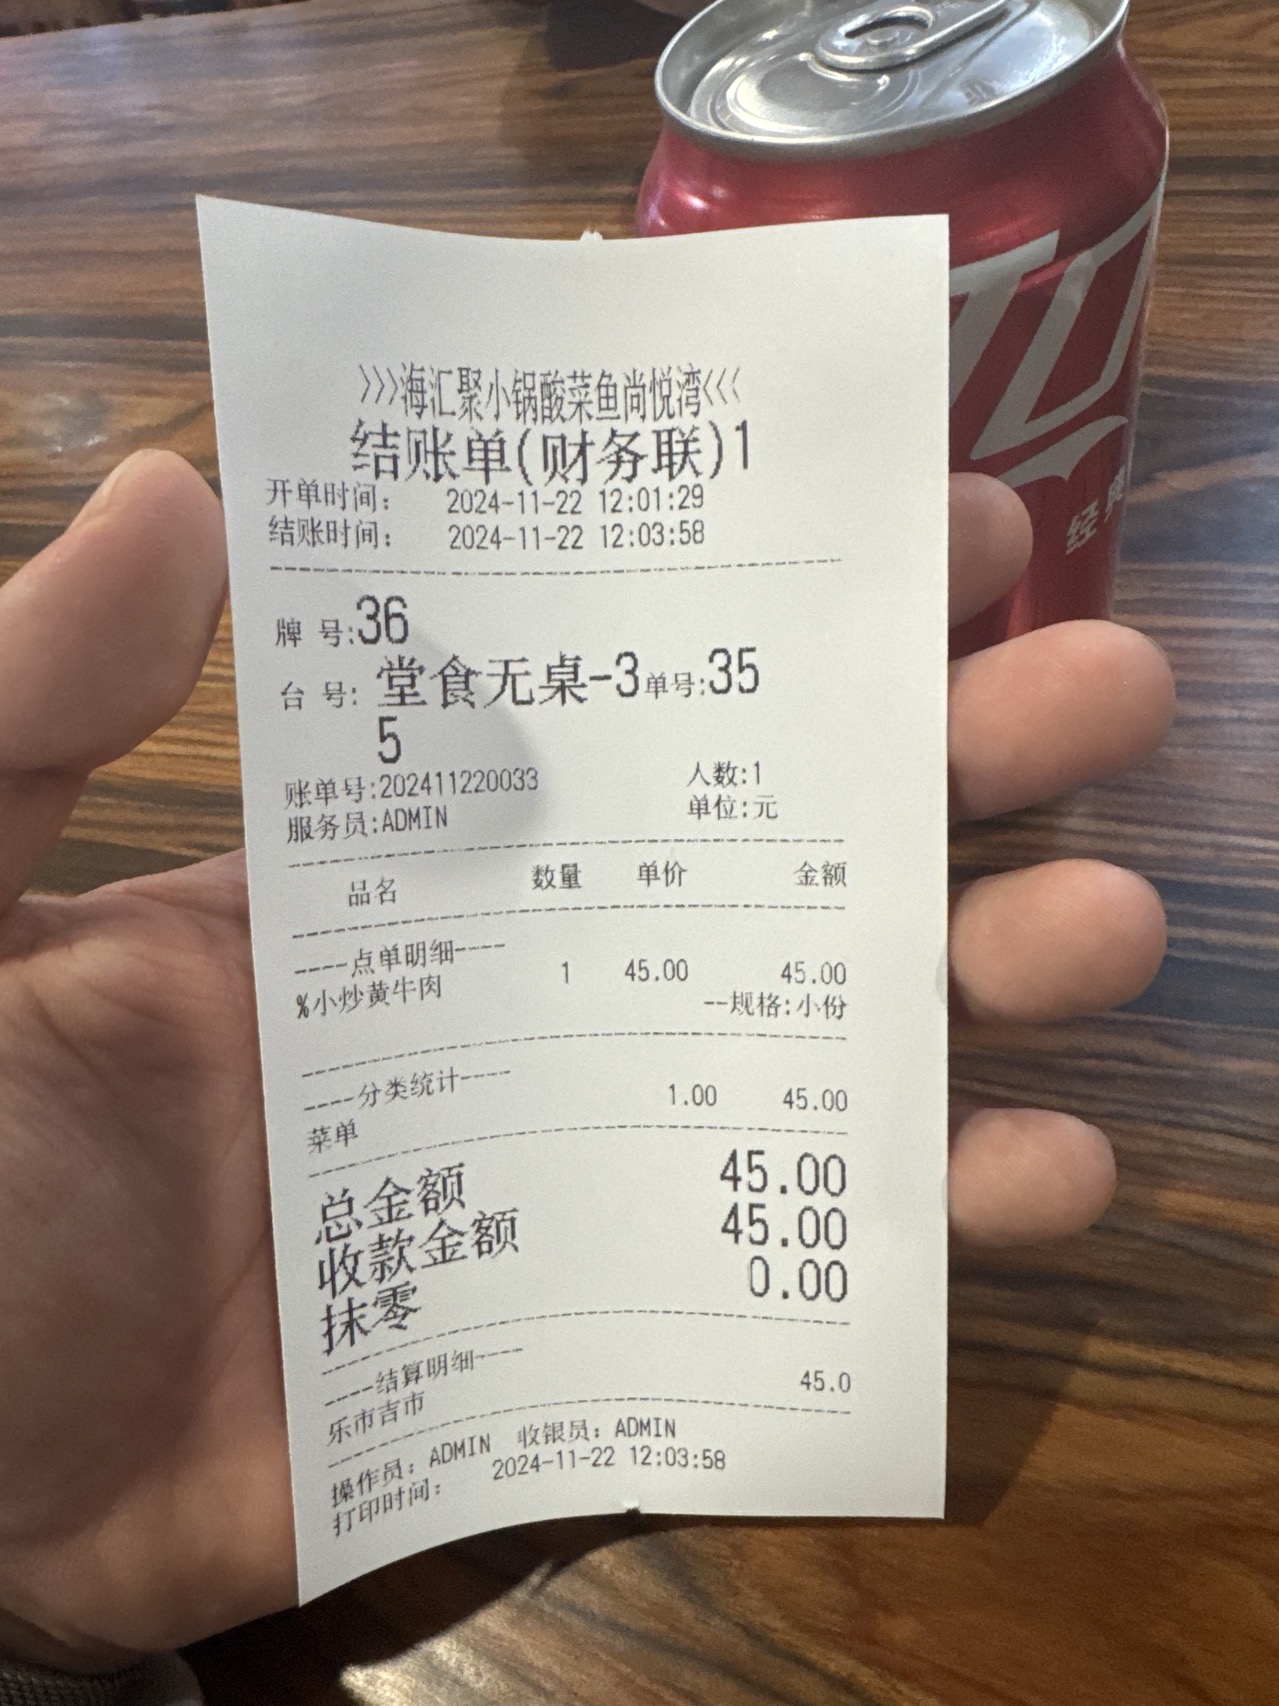 >>>海汇聚小锅酸菜鱼尚悦湾<<<
结账单(财务联)1
开单时间: 2024-11-22 12:01:29
结账时间: 2024-11-22 12:03:58
牌 号:36
台 号: 堂食无桌-3单号:35
5
账单号:202411220033 人数:1
服务员:ADMIN 单位:元
品名 数量 单价 金额
----点单明细----
%小炒黄牛肉 1 45.00 45.00
--规格:小份
----分类统计----
菜单 1.00 45.00
总金额 45.00
收款金额 45.00
抹零 0.00
----结算明细----
乐市吉市 45.0
操作员: ADMIN 收银员: ADMIN
打印时间: 2024-11-22 12:03:58
经典